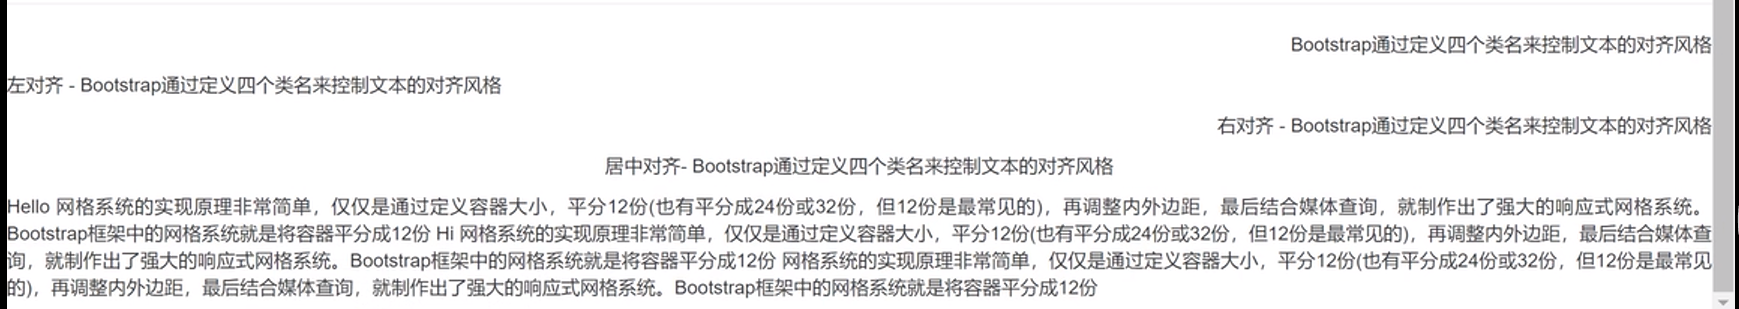 Bootstrap通过定义四个类名来控制文本的对齐风格
左对齐 - Bootstrap通过定义四个类名来控制文本的对齐风格
右对齐 - Bootstrap通过定义四个类名来控制文本的对齐风格
居中对齐- Bootstrap通过定义四个类名来控制文本的对齐风格
Hello 网格系统的实现原理非常简单，仅仅是通过定义容器大小，平分12份(也有平分成24份或32份，但12份是最常见的)，再调整内外边距，最后结合媒体查询，就制作出了强大的响应式网格系统。
Bootstrap框架中的网格系统就是将容器平分成12份 Hi 网格系统的实现原理非常简单，仅仅是通过定义容器大小，平分12份(也有平分成24份或32份，但12份是最常见的)，再调整内外边距，最后结合媒体查
询，就制作出了强大的响应式网格系统。Bootstrap框架中的网格系统就是将容器平分成12份 网格系统的实现原理非常简单，仅仅是通过定义容器大小，平分12份(也有平分成24份或32份，但12份是最常见
的)，再调整内外边距，最后结合媒体查询，就制作出了强大的响应式网格系统。Bootstrap框架中的网格系统就是将容器平分成12份